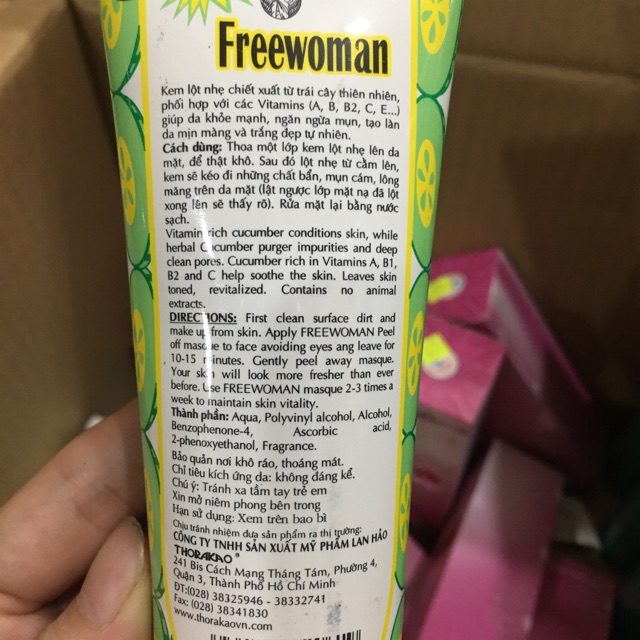 Freewoman
Kem lột nhẹ chiết xuất từ trái cây thiên nhiên,
phối hợp với các Vitamins (A, B, B2, C, E...)
giúp da khỏe mạnh, ngăn ngừa mụn, tạo làn
da mịn màng và trắng đẹp tự nhiên.
Cách dùng: Thoa một lớp kem lột nhẹ lên da
mặt, để thật khô. Sau đó lột nhẹ từ cằm lên,
kem sẽ kéo đi những chất bẩn, mụn cám, lông
măng trên da mặt (lật ngược lớp mặt nạ đã lột
xong lên sẽ thấy rõ). Rửa mặt lại bằng nước
sạch.
Vitamin rich cucumber conditions skin, while
herbal Cucumber purger impurities and deep
clean pores. Cucumber rich in Vitamins A, B1,
B2 and C help soothe the skin. Leaves skin
toned, revitalized. Contains no animal
extracts.
DIRECTIONS: First clean surface dirt and
make up from skin. Apply FREEWOMAN Peel
off masque to face avoiding eyes ang leave for
10-15 minutes. Gently peel away masque.
Your skin will look more fresher than ever
before. Use FREEWOMAN masque 2-3 times a
week to maintain skin vitality.
Thành phần: Aqua, Polyvinyl alcohol, Alcohol,
Benzophenone-4, Ascorbic acid,
2-phenoxyethanol, Fragrance.
Bảo quản nơi khô ráo, thoáng mát.
Chỉ tiêu kích ứng da: không đáng kể.
Chú ý: Tránh xa tầm tay trẻ em
Xin mở niêm phong bên trong
Hạn sử dụng: Xem trên bao bì
Chịu trách nhiệm đưa sản phẩm ra thị trường:
CÔNG TY TNHH SẢN XUẤT MỸ PHẨM LAN HẢO
THORAKAO®
241 Bis Cách Mạng Tháng Tám, Phường 4,
Quận 3, Thành Phố Hồ Chí Minh
ĐT:(028) 38325946 - 38332741
Fax: (028) 38341830
www.thorakaovn.com